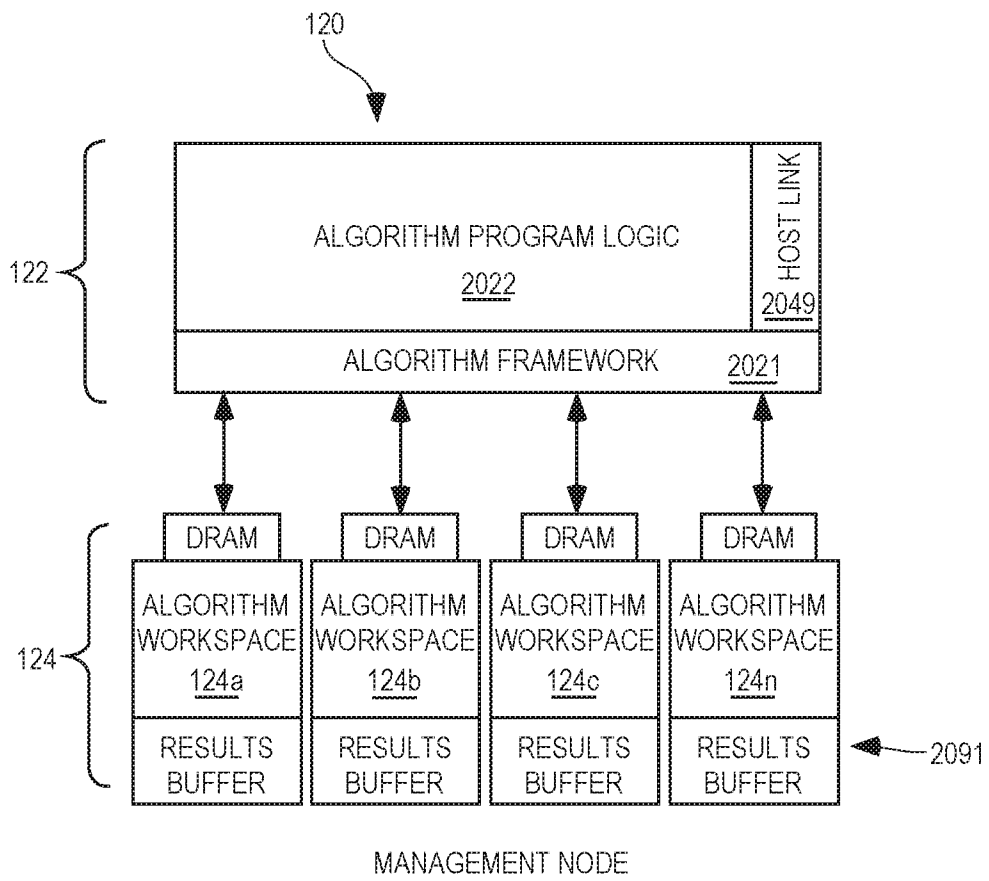 120
122
ALGORITHM PROGRAM LOGIC
2022
HOST LINK
2049
ALGORITHM FRAMEWORK
2021
124
DRAM
DRAM
DRAM
DRAM
ALGORITHM
WORKSPACE
124a
ALGORITHM
WORKSPACE
124b
ALGORITHM
WORKSPACE
124c
ALGORITHM
WORKSPACE
124n
RESULTS
BUFFER
RESULTS
BUFFER
RESULTS
BUFFER
RESULTS
BUFFER
2091
MANAGEMENT NODE